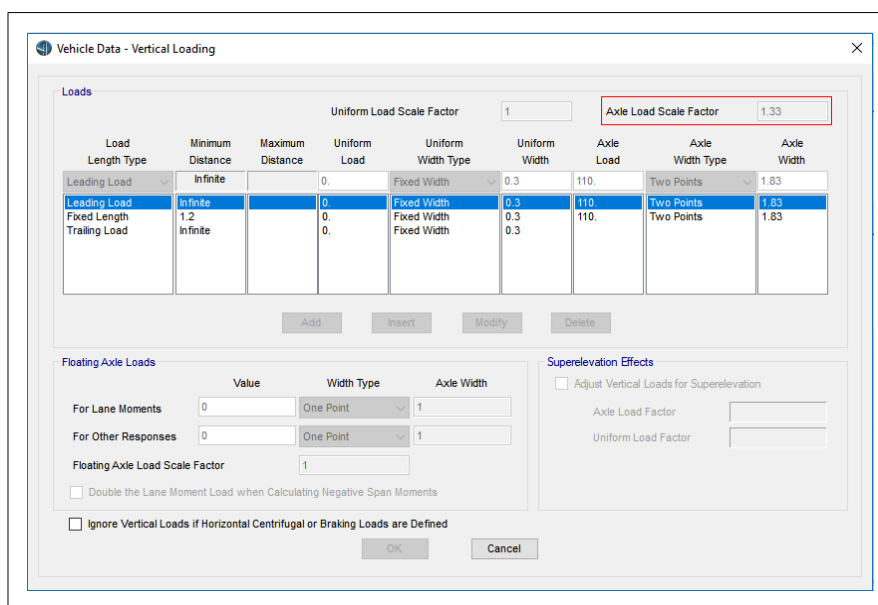 Vehicle Data - Vertical Loading
Loads
Uniform Load Scale Factor 1 Axle Load Scale Factor 1.33
Load Minimum Maximum Uniform Uniform Uniform Axle Axle Axle
Length Type Distance Distance Load Width Type Width Load Width Type Width
Leading Load Infinite 0. Fixed Width 0.3 110. Two Points 1.83
Leading Load Infinite 0. Fixed Width 0.3 110. Two Points 1.83
Fixed Length 1.2 0. Fixed Width 0.3 110. Two Points 1.83
Trailing Load Infinite 0. Fixed Width 0.3
Add Insert Modify Delete
Floating Axle Loads
Value Width Type Axle Width
For Lane Moments 0 One Point 1
For Other Responses 0 One Point 1
Floating Axle Load Scale Factor 1
Double the Lane Moment Load when Calculating Negative Span Moments
Superelevation Effects
Adjust Vertical Loads for Superelevation
Axle Load Factor
Uniform Load Factor
Ignore Vertical Loads if Horizontal Centrifugal or Braking Loads are Defined
OK Cancel